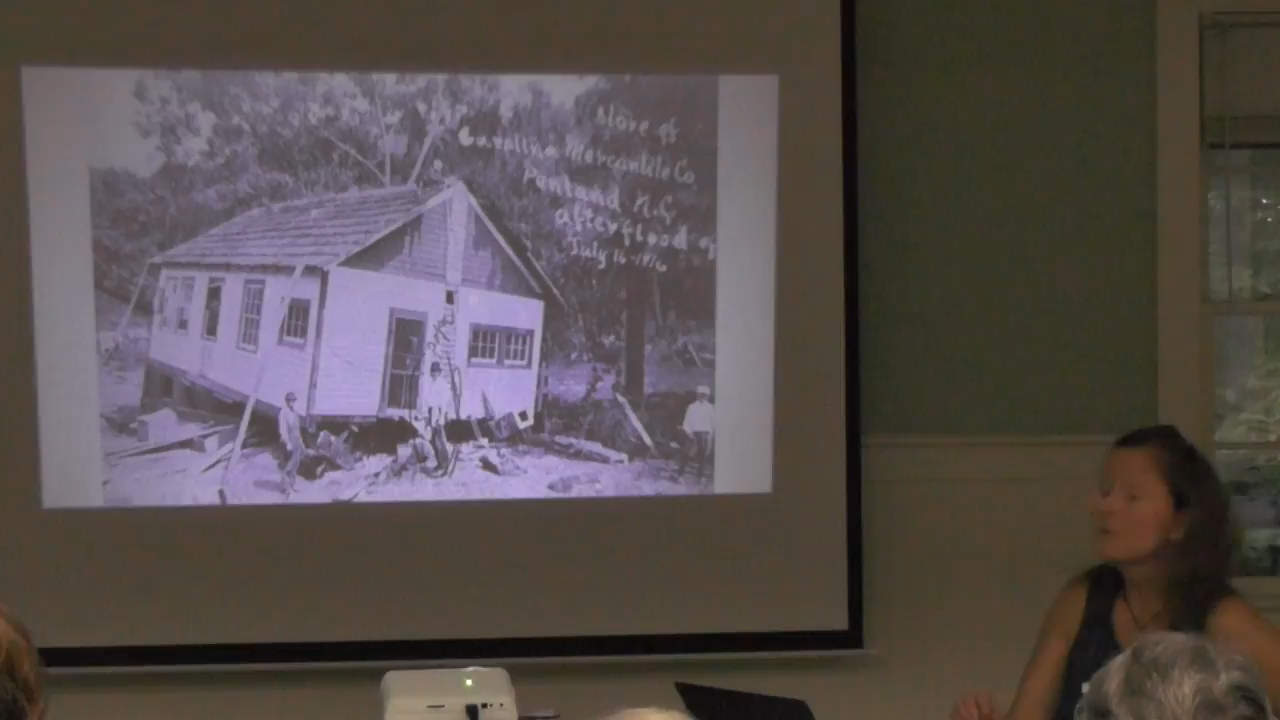 Store of
Carolina Mercantile Co
Penland N.C,
after flood of
July 16-1916